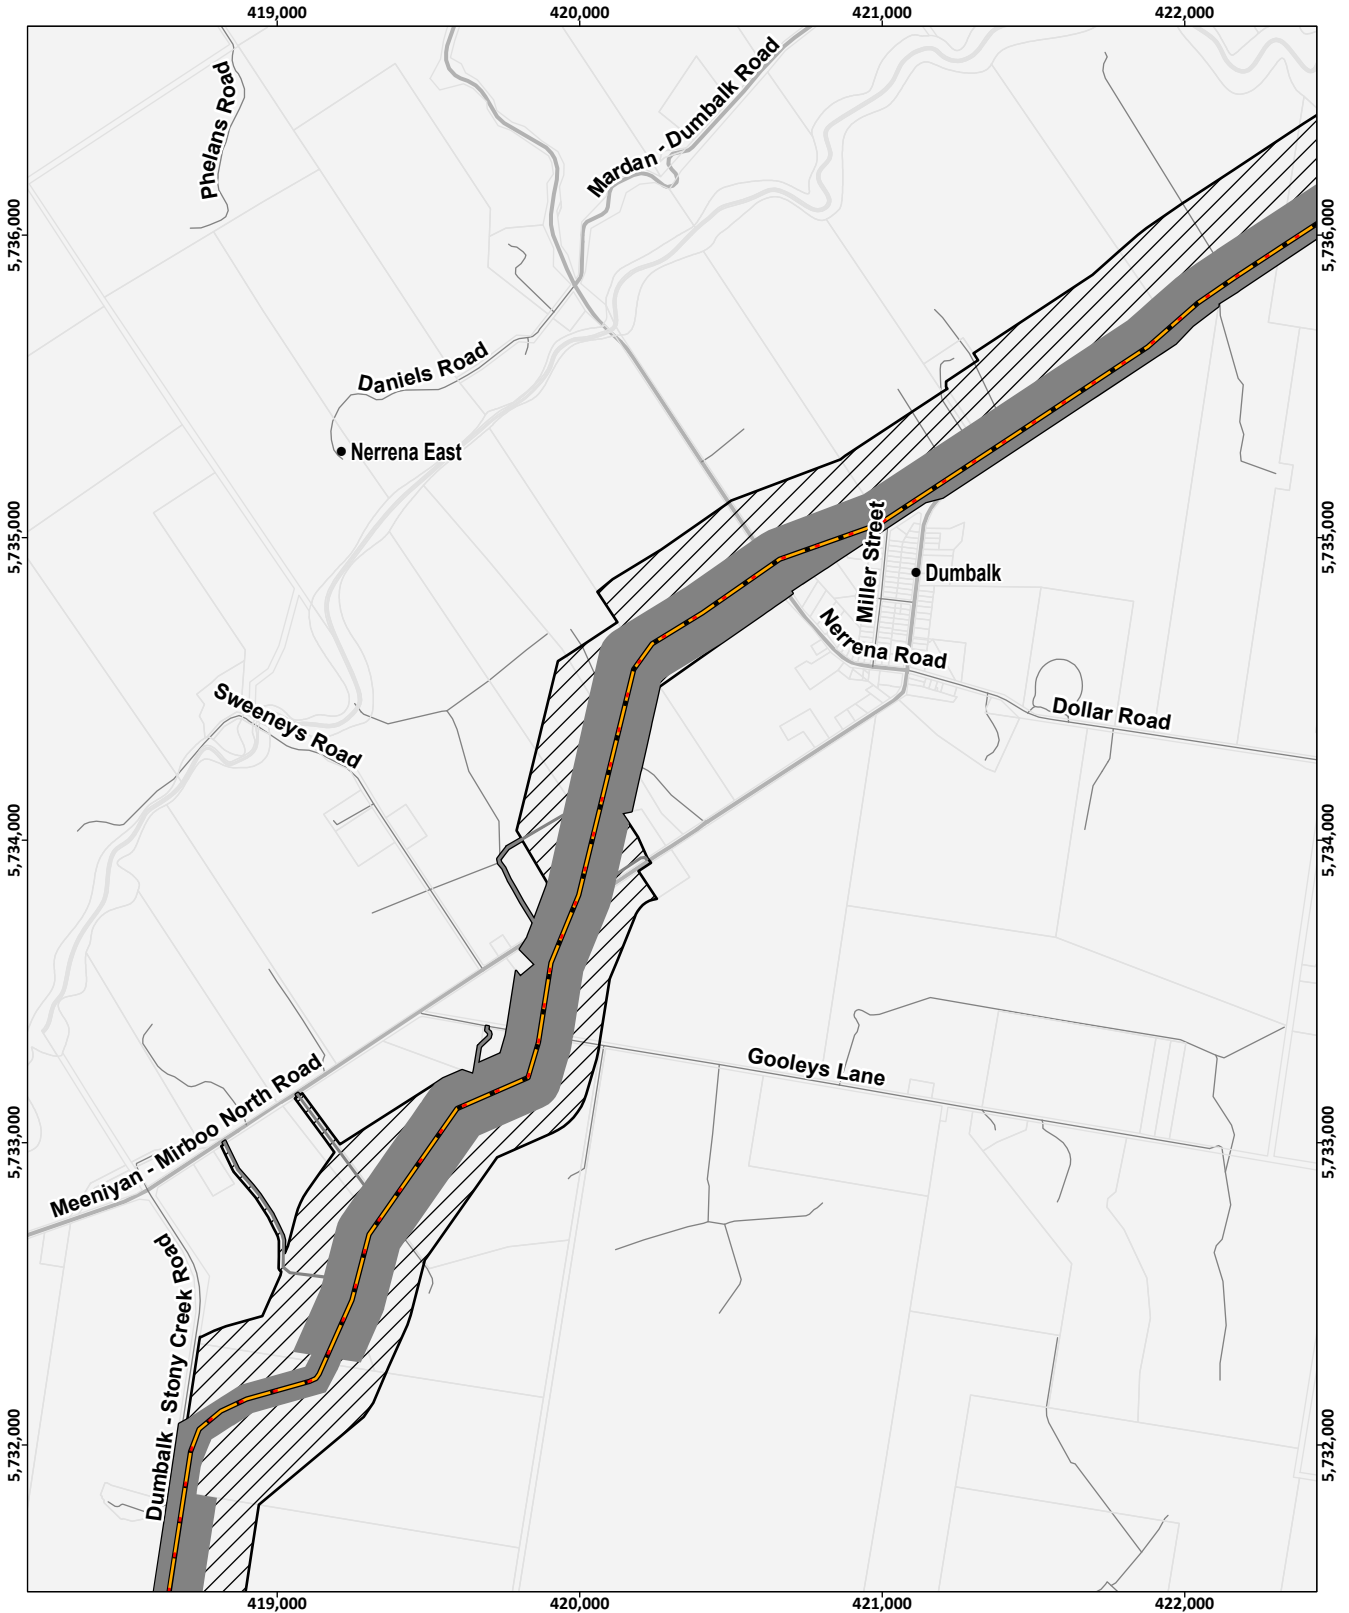 419,000
420,000
421,000
422,000
Phelans Road
Mardan - Dumbalk Road
5,736,000
5,736,000
Daniels Road
Nerrena East
5,735,000
5,735,000
Miller Street
Dumbalk
Nerrena Road
Sweeneys Road
Dollar Road
5,734,000
5,734,000
Gooleys Lane
Meeniyan - Mirboo North Road
5,733,000
5,733,000
Dumbalk - Stony Creek Road
5,732,000
5,732,000
419,000
420,000
421,000
422,000